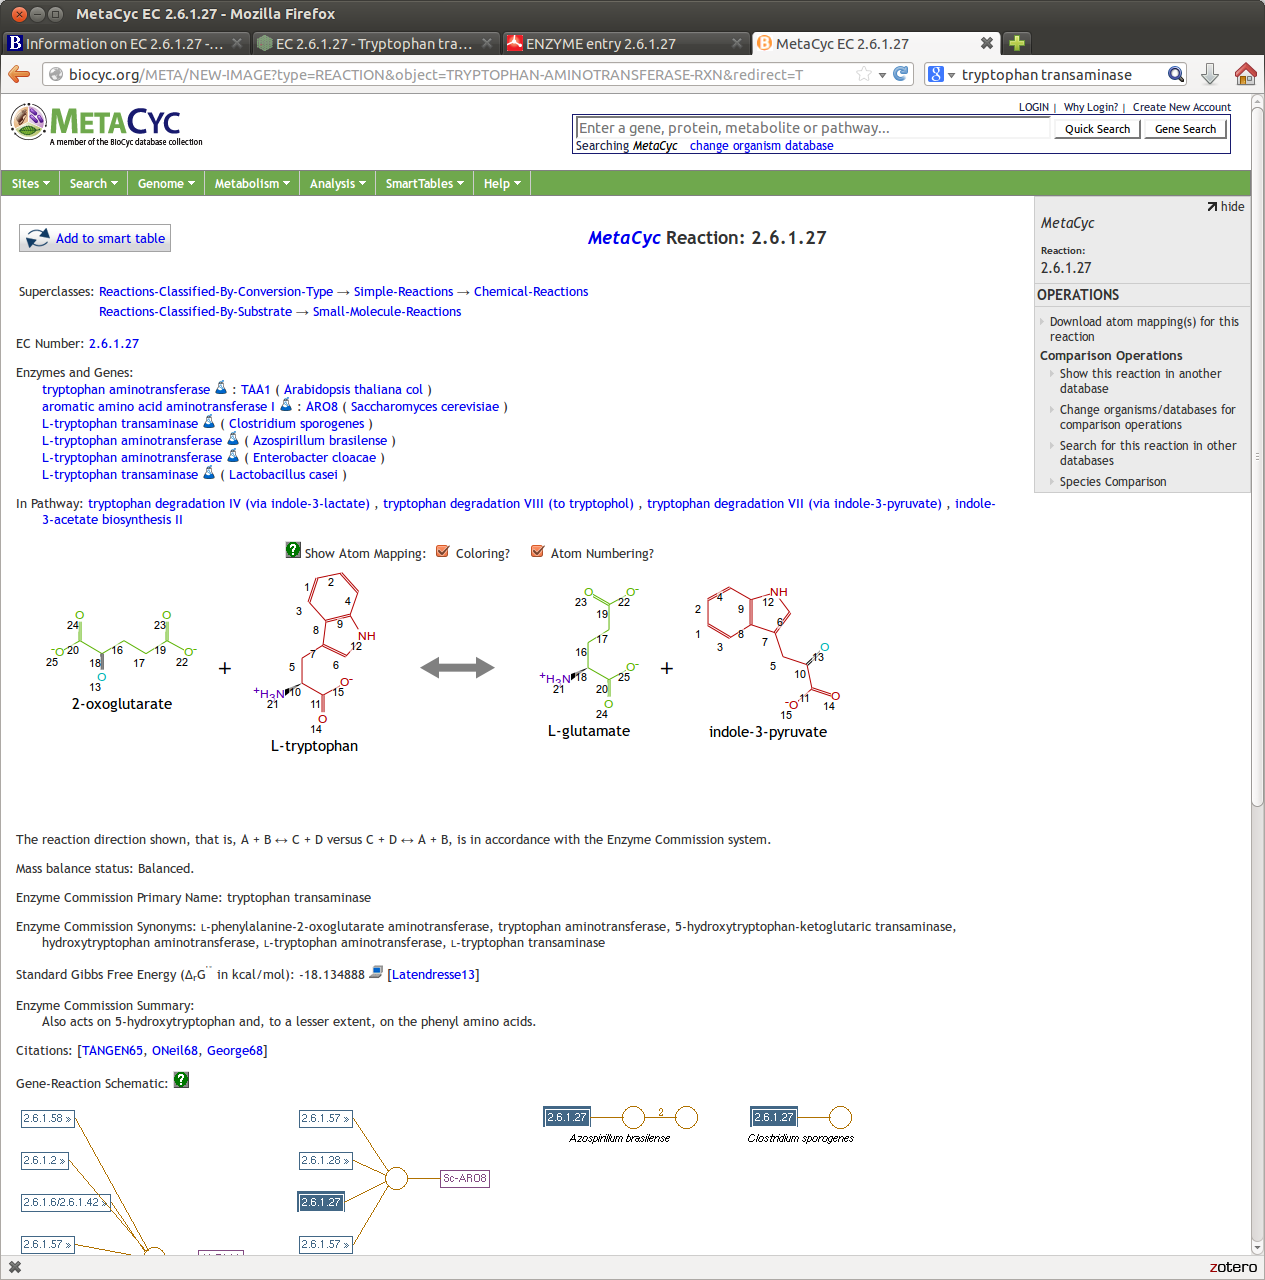 MetaCyc EC 2.6.1.27 - Mozilla Firefox
Information on EC 2.6.1.27 -...
EC 2.6.1.27 - Tryptophan tra...
ENZYME entry 2.6.1.27
MetaCyc EC 2.6.1.27
biocyc.org/META/NEW-IMAGE?type=REACTION&object=TRYPTOPHAN-AMINOTRANSFERASE-RXN&redirect=T
tryptophan transaminase
LOGIN | Why Login? | Create New Account
METACYC
A member of the BioCyc database collection
Enter a gene, protein, metabolite or pathway...
Quick Search
Gene Search
Searching MetaCyc change organism database
Sites Search Genome Metabolism Analysis SmartTables Help
hide
MetaCyc
Reaction:
2.6.1.27
OPERATIONS
Download atom mapping(s) for this
reaction
Comparison Operations
Show this reaction in another
database
Change organisms/databases for
comparison operations
Search for this reaction in other
databases
Species Comparison
Add to smart table
MetaCyc Reaction: 2.6.1.27
Superclasses: Reactions-Classified-By-Conversion-Type → Simple-Reactions → Chemical-Reactions
Reactions-Classified-By-Substrate → Small-Molecule-Reactions
EC Number: 2.6.1.27
Enzymes and Genes:
tryptophan aminotransferase : TAA1 ( Arabidopsis thaliana col )
aromatic amino acid aminotransferase I : ARO8 ( Saccharomyces cerevisiae )
L-tryptophan transaminase ( Clostridium sporogenes )
L-tryptophan aminotransferase ( Azospirillum brasilense )
L-tryptophan aminotransferase ( Enterobacter cloacae )
L-tryptophan transaminase ( Lactobacillus casei )
In Pathway: tryptophan degradation IV (via indole-3-lactate) , tryptophan degradation VIII (to tryptophol) , tryptophan degradation VII (via indole-3-pyruvate) , indole-
3-acetate biosynthesis II
? Show Atom Mapping: Coloring? Atom Numbering?
O 24 -O 20 25 18 O 13 16 17 19 O 23 O- 22
2-oxoglutarate
+
1 2 3 4 8 9 NH 12 7 6 5 +H3N 21 10 15 O- 11 O 14
L-tryptophan
O 23 O- 22 19 17 16 +H3N 21 18 25 O- 20 O 24
L-glutamate
+
4 2 9 1 8 3 NH 12 6 7 5 O 13 10 11 -O 15 O 14
indole-3-pyruvate
The reaction direction shown, that is, A + B ↔ C + D versus C + D ↔ A + B, is in accordance with the Enzyme Commission system.
Mass balance status: Balanced.
Enzyme Commission Primary Name: tryptophan transaminase
Enzyme Commission Synonyms: L-phenylalanine-2-oxoglutarate aminotransferase, tryptophan aminotransferase, 5-hydroxytryptophan-ketoglutaric transaminase,
hydroxytryptophan aminotransferase, L-tryptophan aminotransferase, L-tryptophan transaminase
Standard Gibbs Free Energy (ΔrG in kcal/mol): -18.134888 [Latendresse13]
Enzyme Commission Summary:
Also acts on 5-hydroxytryptophan and, to a lesser extent, on the phenyl amino acids.
Citations: [TANGEN65, ONeil68, George68]
Gene-Reaction Schematic: ?
2.6.1.58 »
2.6.1.2 »
2.6.1.6/2.6.1.42 »
2.6.1.57 »
2.6.1.57 »
2.6.1.28 »
2.6.1.27
2.6.1.57 »
Sc-ARO8
2.6.1.27 2
Azospirillum brasilense
2.6.1.27
Clostridium sporogenes
zotero